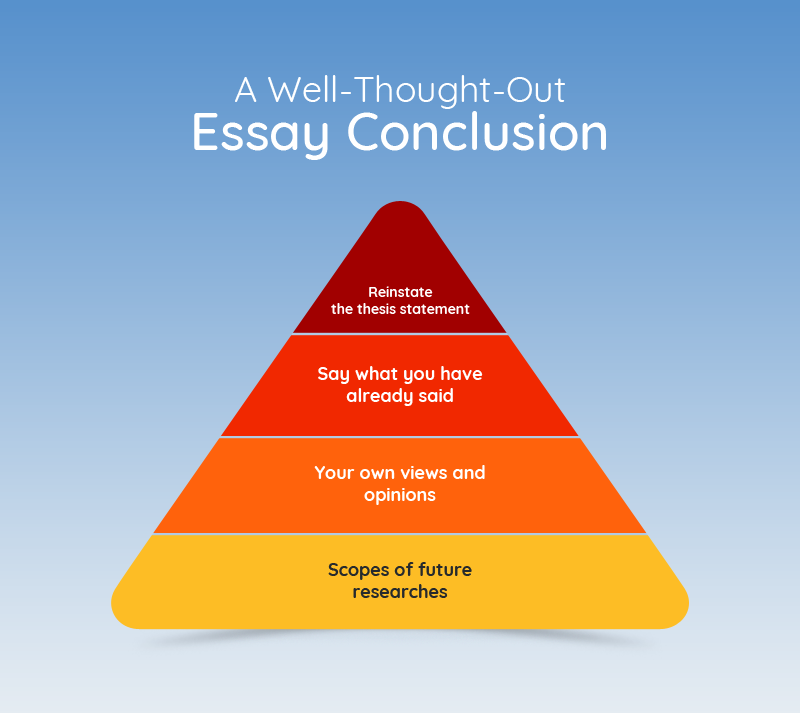 A Well-Thought-Out
Essay Conclusion
Reinstate
the thesis statement
Say what you have
already said
Your own views and
opinions
Scopes of future
researches